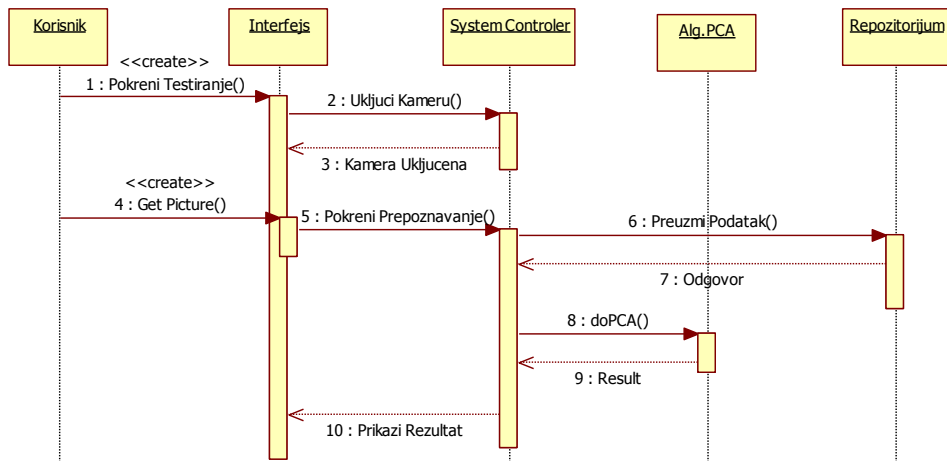 Korisnik
Interfejs
System Controler
Alg.PCA
Repozitorijum
<<create>>
1 : Pokreni Testiranje()
2 : Ukljuci Kameru()
3 : Kamera Ukljucena
<<create>>
4 : Get Picture()
5 : Pokreni Prepoznavanje()
6 : Preuzmi Podatak()
7 : Odgovor
8 : doPCA()
9 : Result
10 : Prikazi Rezultat